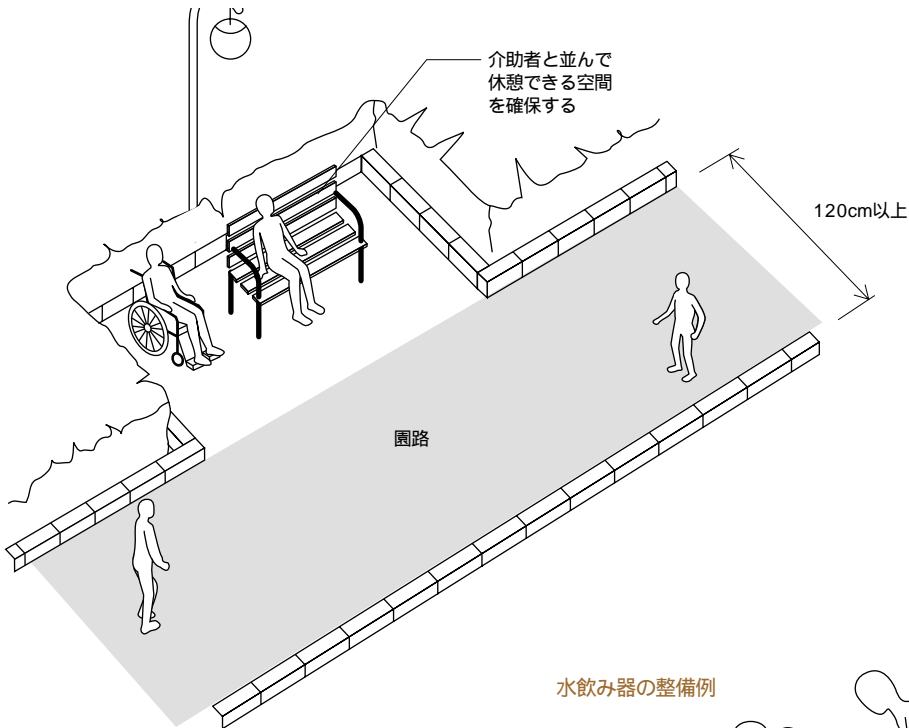 介助者と並んで
休憩できる空間
を確保する
120cm以上
園路
水飲み器の整備例